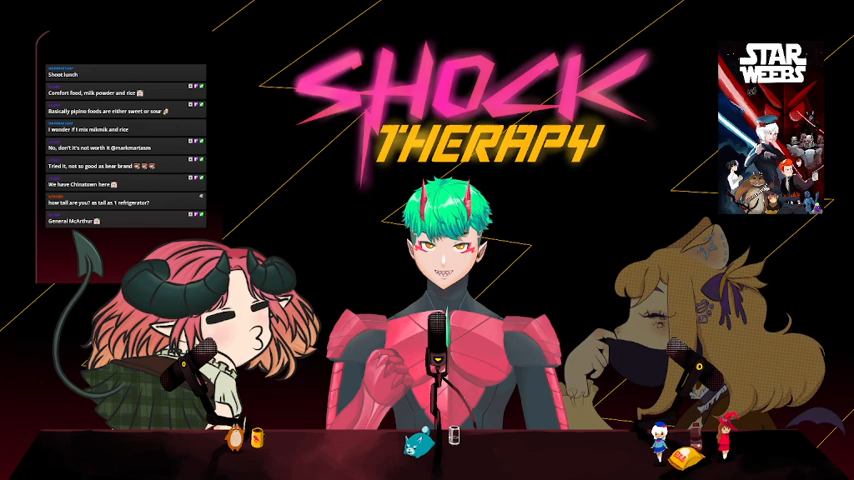 Shoot lunch
Comfort food, milk powder and rice
Basically pipino foods are either sweet or sour
I wonder if I mix mikmik and rice
No, don't it's not worth it @markmartasm
Tried it, not so good as bear brand
We have Chinatown here
how tall are you? as tall as 1 refrigerator?
General McArthur
SHOCK
THERAPY
STAR
WEEBS